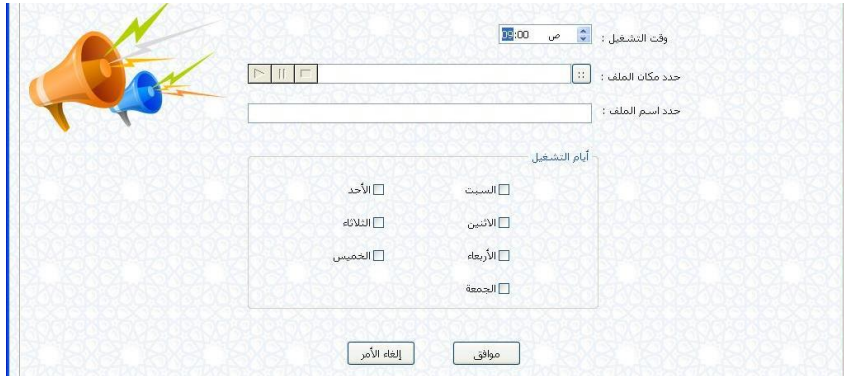 وقت التشغيل : 09:00 ص
حدد مكان الملف : ::
حدد اسم الملف :
أيام التشغيل
السبت الأحد
الاثنين الثلاثاء
الأربعاء الخميس
الجمعة
موافق إلغاء الأمر